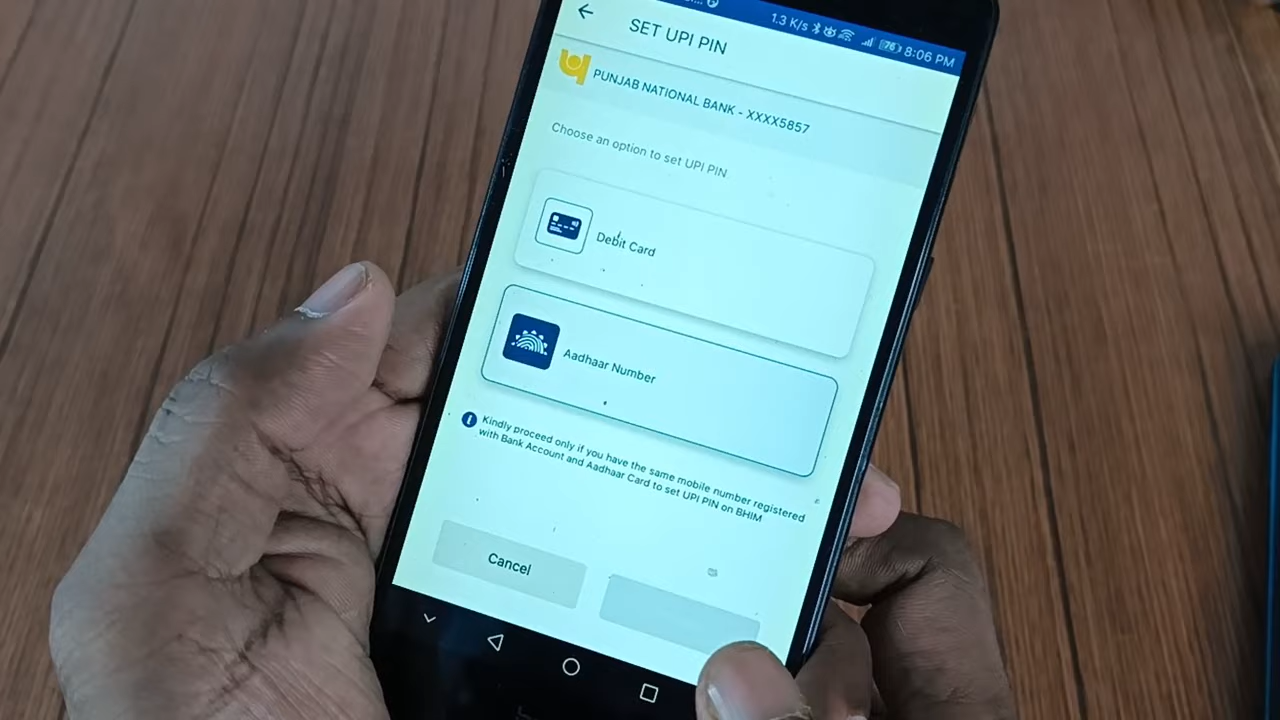 1.3 K/s 76 8:06 PM
SET UPI PIN
PUNJAB NATIONAL BANK - XXXX5857
Choose an option to set UPI PIN
Debit Card
Aadhaar Number
Kindly proceed only if you have the same mobile number registered
with Bank Account and Aadhaar Card to set UPI PIN on BHIM
Cancel